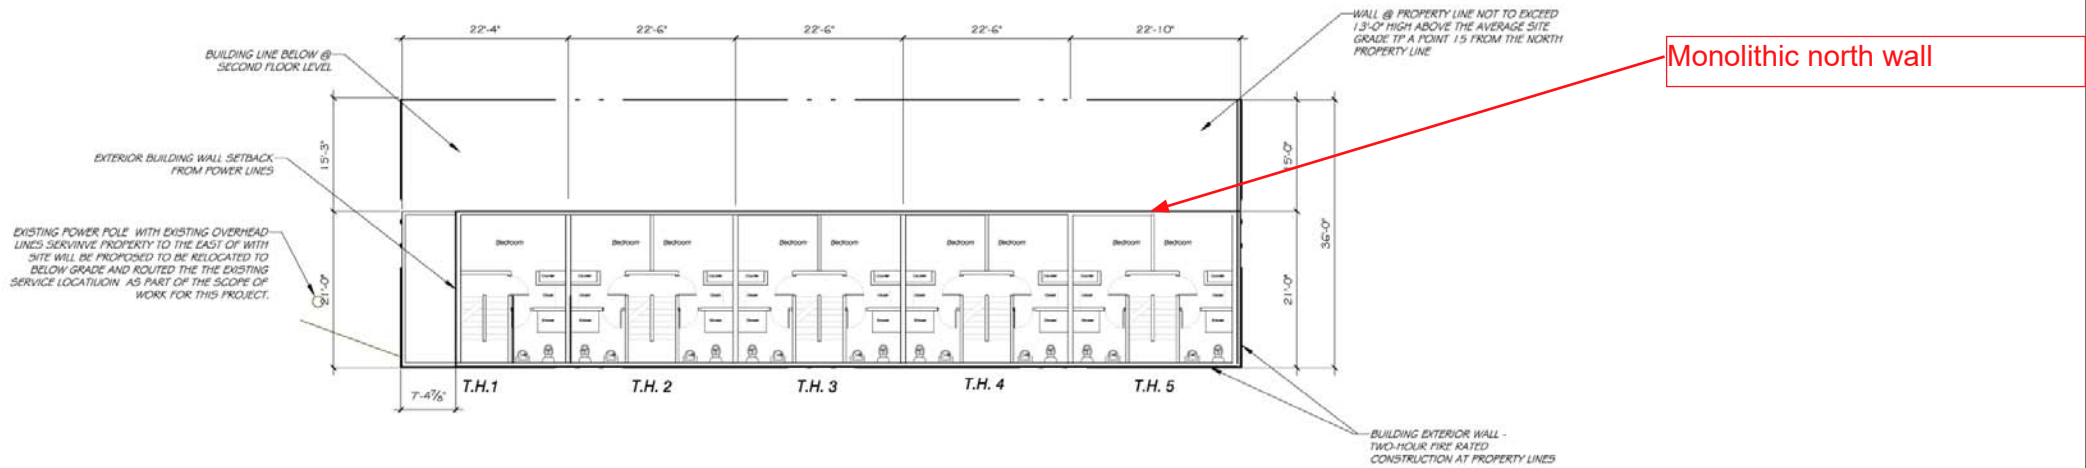 22'-4"
22'-6"
22'-6"
22'-6"
22'-10"
WALL @ PROPERTY LINE NOT TO EXCEED
13'-0" HIGH ABOVE THE AVERAGE SITE
GRADE TP A POINT 15 FROM THE NORTH
PROPERTY LINE
Monolithic north wall
BUILDING LINE BELOW @
SECOND FLOOR LEVEL
15'-3"
15'-0"
EXTERIOR BUILDING WALL SETBACK
FROM POWER LINES
36'-0"
EXISTING POWER POLE WITH EXISTING OVERHEAD
LINES SERVINVE PROPERTY TO THE EAST OF WITH
SITE WILL BE PROPOSED TO BE RELOCATED TO
BELOW GRADE AND ROUTED THE THE EXISTING
SERVICE LOCATIUOIN AS PART OF THE SCOPE OF
WORK FOR THIS PROJECT.
21'-0"
21'-0"
Bedroom
Bedroom
Bedroom
Bedroom
Bedroom
Bedroom
Bedroom
Bedroom
Bedroom
T.H.1
T.H. 2
T.H. 3
T.H. 4
T.H. 5
7'-4⅞"
BUILDING EXTERIOR WALL -
TWO-HOUR FIRE RATED
CONSTRUCTION AT PROPERTY LINES